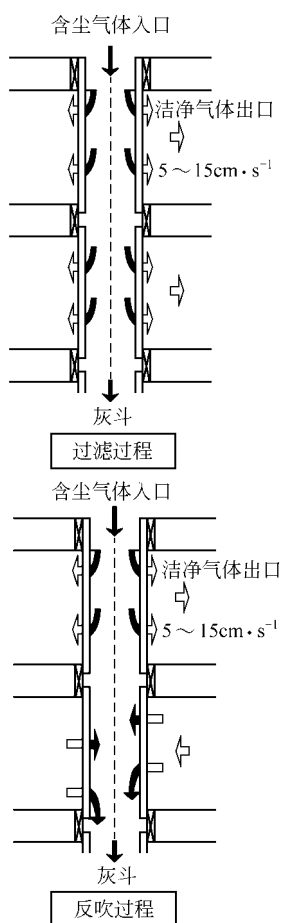 含尘气体入口
洁净气体出口
5～15cm·s⁻¹
灰斗
过滤过程
含尘气体入口
洁净气体出口
5～15cm·s⁻¹
灰斗
反吹过程